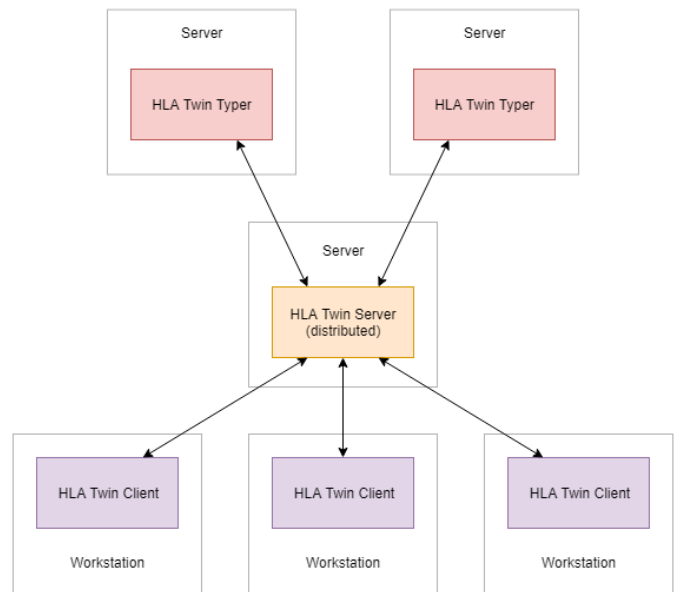 Server
Server
HLA Twin Typer
HLA Twin Typer
Server
HLA Twin Server
(distributed)
HLA Twin Client
HLA Twin Client
HLA Twin Client
Workstation
Workstation
Workstation